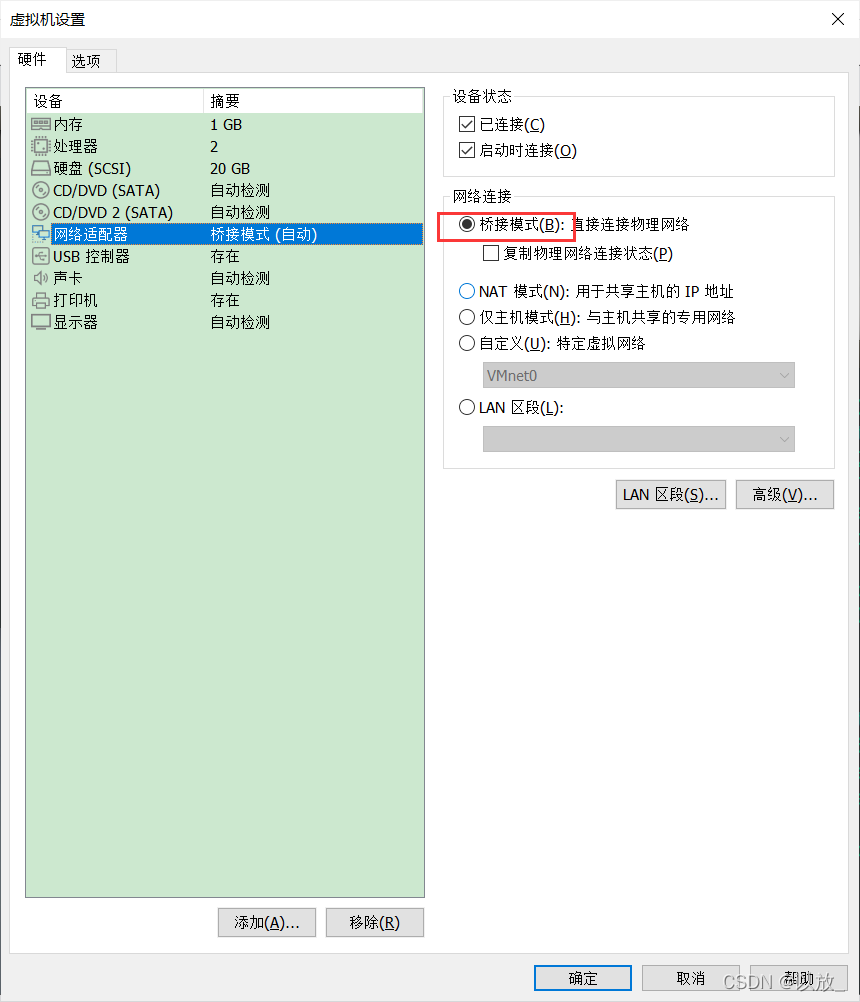 虚拟机设置
硬件 选项
设备 摘要
内存 1 GB
处理器 2
硬盘 (SCSI) 20 GB
CD/DVD (SATA) 自动检测
CD/DVD 2 (SATA) 自动检测
网络适配器 桥接模式 (自动)
USB 控制器 存在
声卡 自动检测
打印机 存在
显示器 自动检测
添加(A)... 移除(R)
设备状态
已连接(C)
启动时连接(O)
网络连接
桥接模式(B): 直接连接物理网络
复制物理网络连接状态(P)
NAT 模式(N): 用于共享主机的 IP 地址
仅主机模式(H): 与主机共享的专用网络
自定义(U): 特定虚拟网络
VMnet0
LAN 区段(L):
LAN 区段(S)... 高级(V)...
确定 取消 帮助
CSDN @以放_